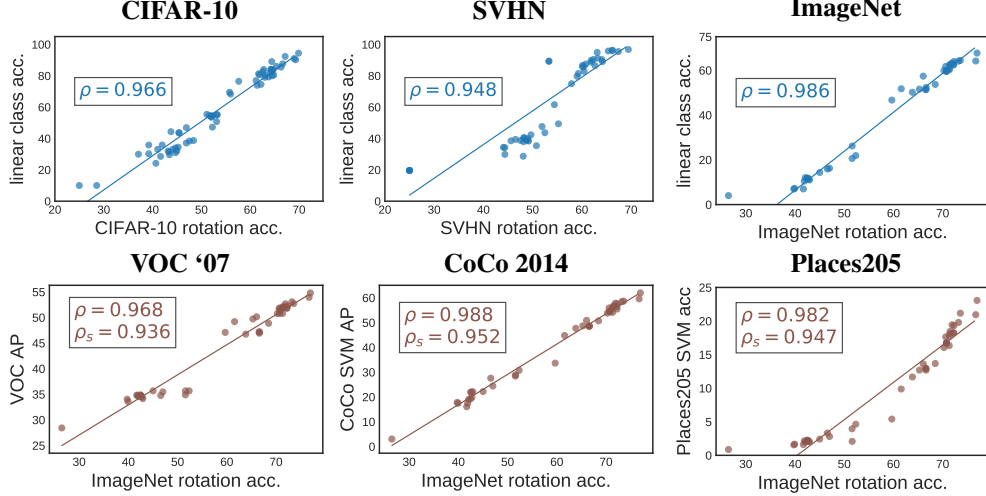 CIFAR-10
100
80
60
40
20
0
linear class acc.
ρ = 0.966
20 30 40 50 60 70
CIFAR-10 rotation acc.
SVHN
100
80
60
40
20
0
linear class acc.
ρ = 0.948
20 30 40 50 60 70
SVHN rotation acc.
ImageNet
75
60
40
20
0
linear class acc.
ρ = 0.986
30 40 50 60 70
ImageNet rotation acc.
VOC ‘07
55
50
45
40
35
30
25
VOC AP
ρ = 0.968
ρs = 0.936
30 40 50 60 70
ImageNet rotation acc.
CoCo 2014
60
50
40
30
20
10
0
CoCo SVM AP
ρ = 0.988
ρs = 0.952
30 40 50 60 70
ImageNet rotation acc.
Places205
25
20
15
10
5
0
Places205 SVM acc
ρ = 0.982
ρs = 0.947
30 40 50 60 70
ImageNet rotation acc.